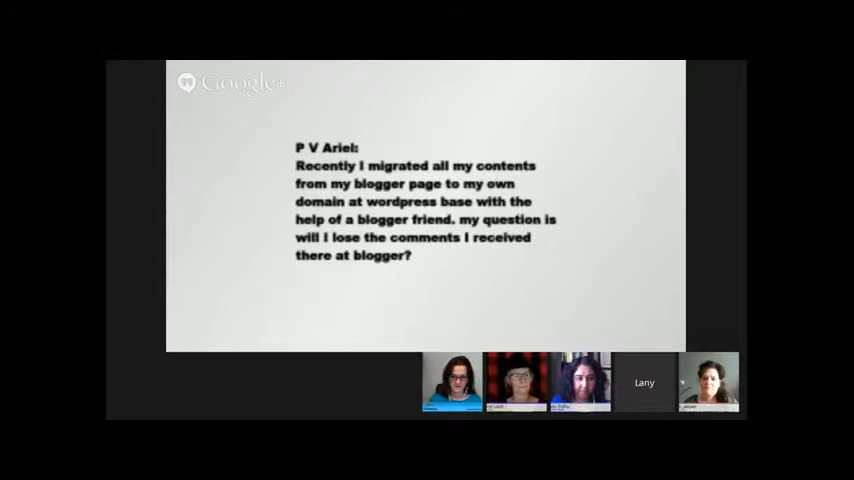 Google+
P V Ariel:
Recently I migrated all my contents
from my blogger page to my own
domain at wordpress base with the
help of a blogger friend. my question is
will I lose the comments I received
there at blogger?
Lany